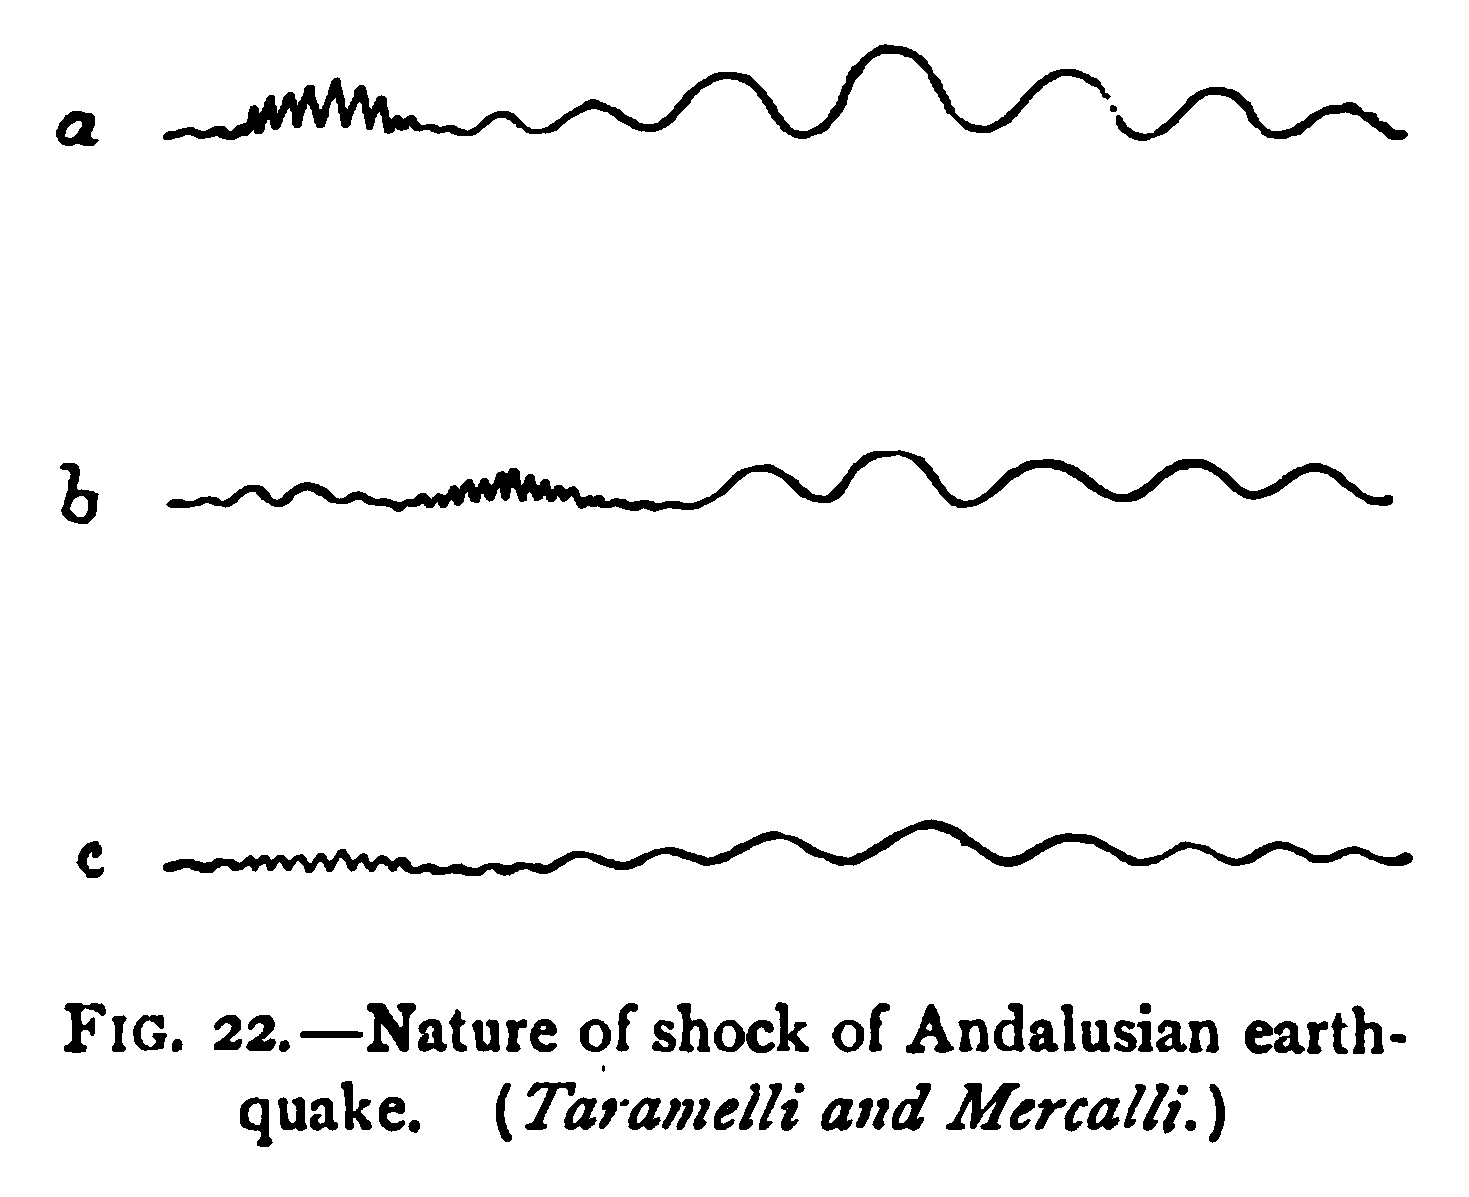 a
b
c
FIG. 22.—Nature of shock of Andalusian earth-
quake. (Taramelli and Mercalli.)